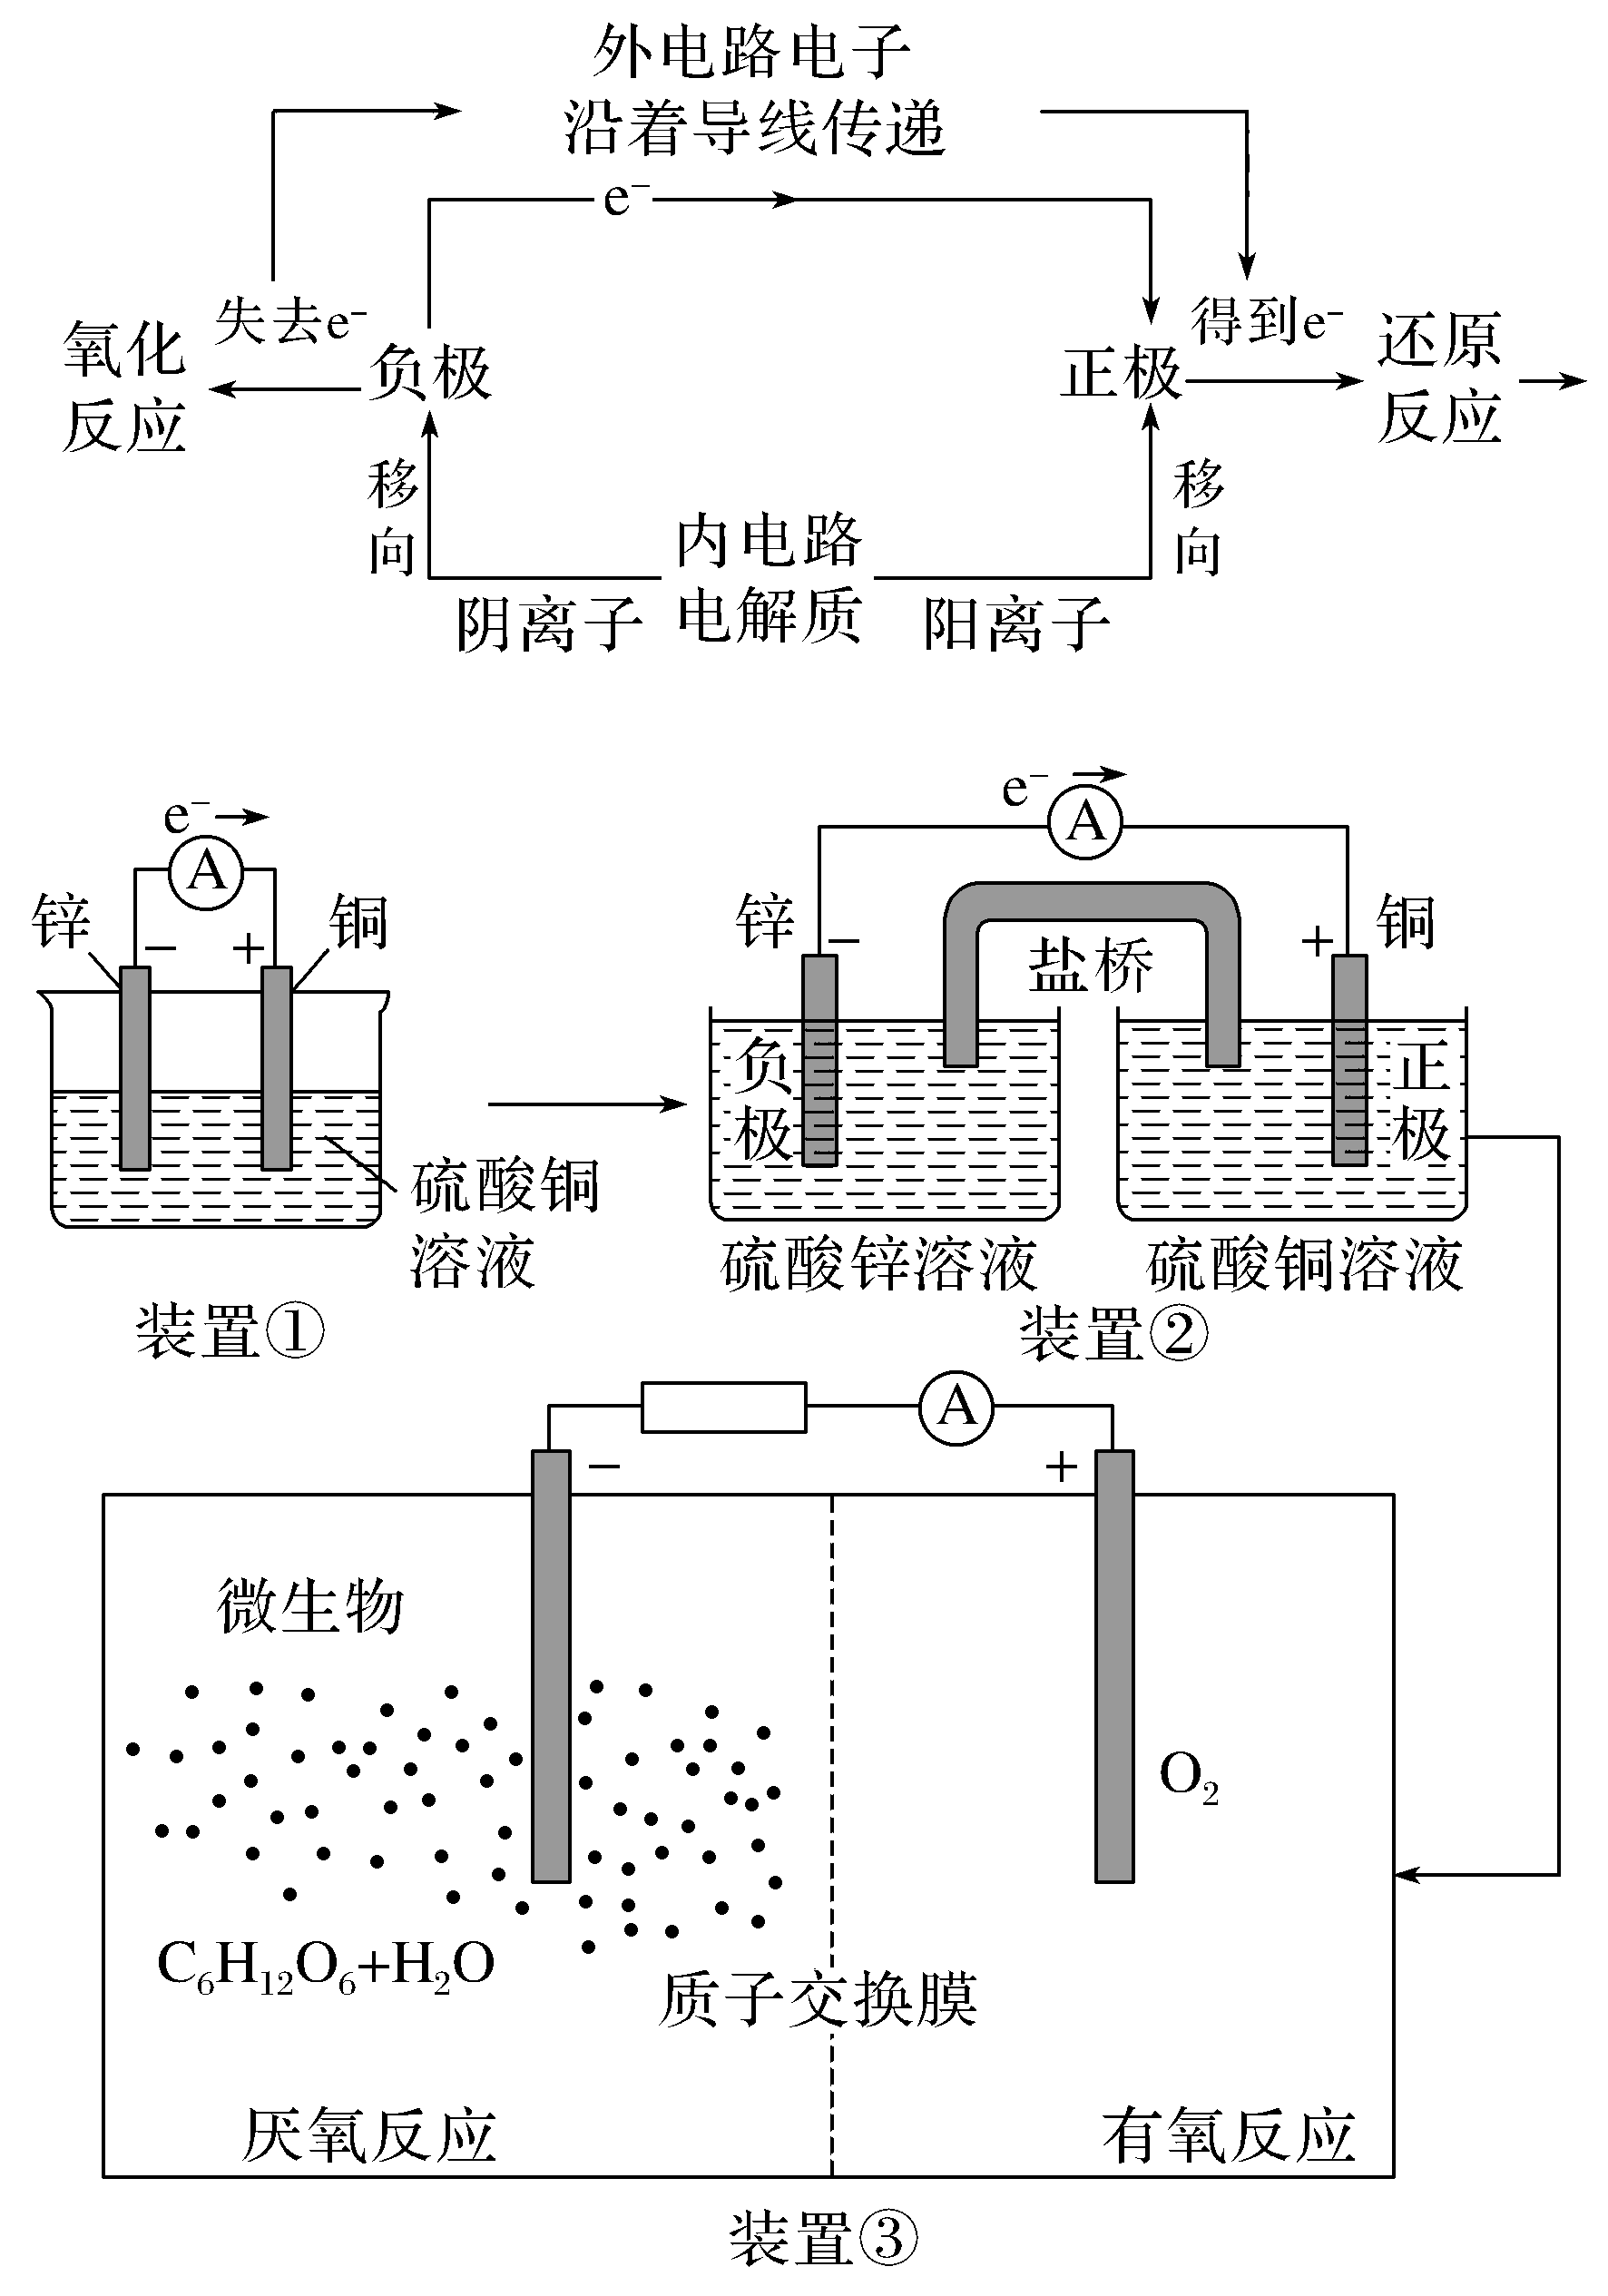 外电路电子
沿着导线传递
e⁻
失去e⁻
得到e⁻
氧化
反应
负极
正极
还原
反应
移
向
移
向
内电路
电解质
阴离子
阳离子
e⁻
A
锌
铜
−
+
硫酸铜
溶液
装置①
e⁻
A
锌
铜
−
+
盐桥
负
极
正
极
硫酸锌溶液
硫酸铜溶液
装置②
A
−
+
微生物
O₂
C₆H₁₂O₆+H₂O
质子交换膜
厌氧反应
有氧反应
装置③